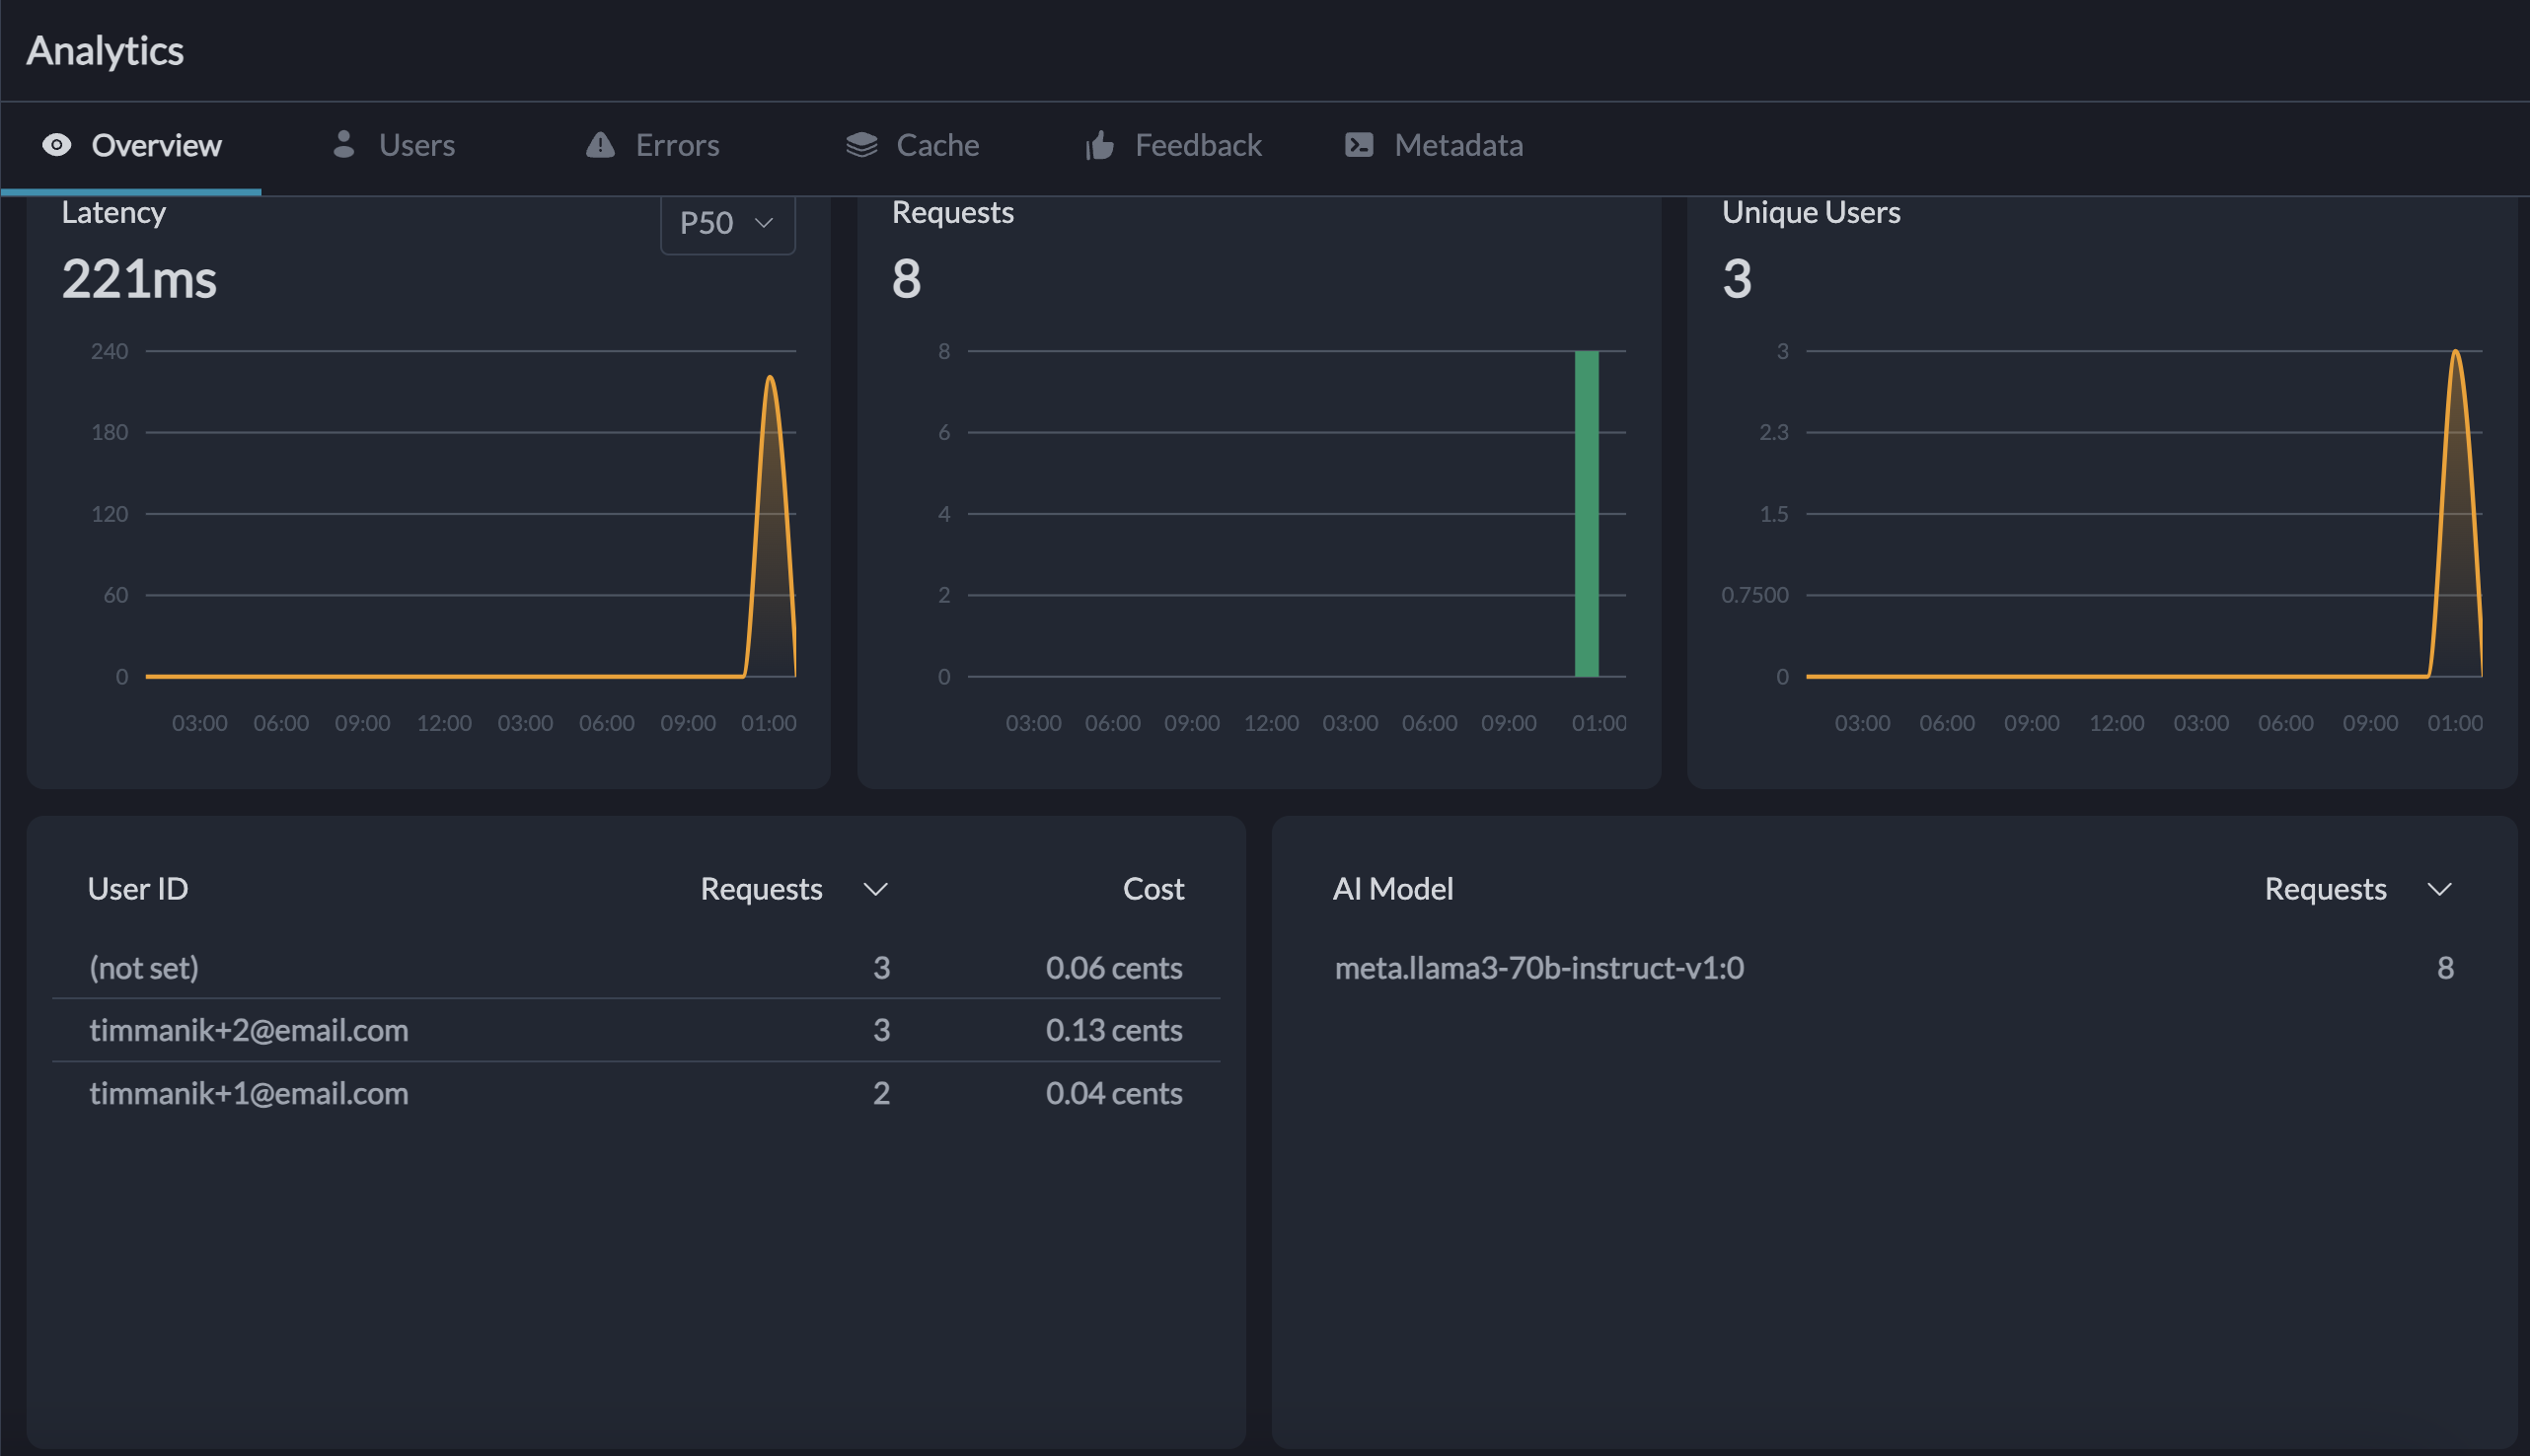 Analytics
Overview Users Errors Cache Feedback Metadata
Latency
P50
221ms
240
180
120
60
0
03:00 06:00 09:00 12:00 03:00 06:00 09:00 01:00
Requests
8
8
6
4
2
0
03:00 06:00 09:00 12:00 03:00 06:00 09:00 01:00
Unique Users
3
3
2.3
1.5
0.7500
0
03:00 06:00 09:00 12:00 03:00 06:00 09:00 01:00
User ID Requests Cost
(not set) 3 0.06 cents
timmanik+2@email.com 3 0.13 cents
timmanik+1@email.com 2 0.04 cents
AI Model Requests
meta.llama3-70b-instruct-v1:0 8